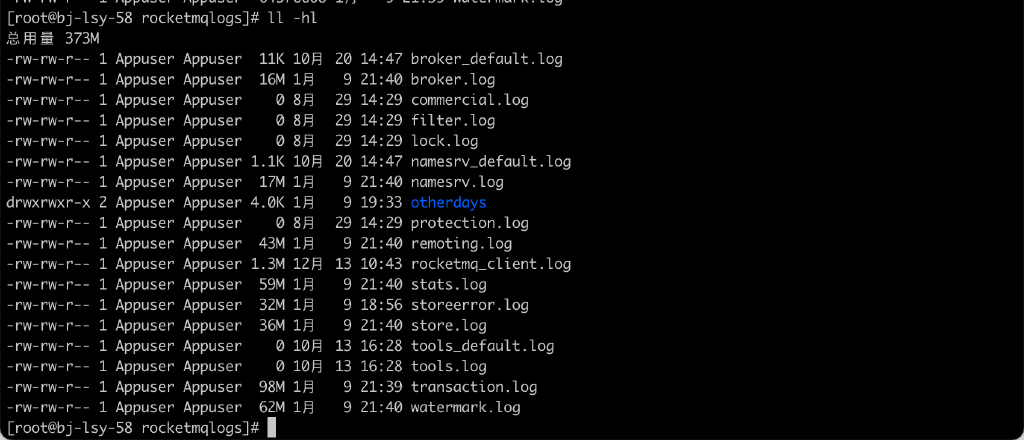 [root@bj-lsy-58 rocketmqlogs]# ll -hl
总用量 373M
-rw-rw-r-- 1 Appuser Appuser  11K 10月 20 14:47 broker_default.log
-rw-rw-r-- 1 Appuser Appuser  16M 1月   9 21:40 broker.log
-rw-rw-r-- 1 Appuser Appuser    0 8月  29 14:29 commercial.log
-rw-rw-r-- 1 Appuser Appuser    0 8月  29 14:29 filter.log
-rw-rw-r-- 1 Appuser Appuser    0 8月  29 14:29 lock.log
-rw-rw-r-- 1 Appuser Appuser 1.1K 10月 20 14:47 namesrv_default.log
-rw-rw-r-- 1 Appuser Appuser  17M 1月   9 21:40 namesrv.log
drwxrwxr-x 2 Appuser Appuser 4.0K 1月   9 19:33 otherdays
-rw-rw-r-- 1 Appuser Appuser    0 8月  29 14:29 protection.log
-rw-rw-r-- 1 Appuser Appuser  43M 1月   9 21:40 remoting.log
-rw-rw-r-- 1 Appuser Appuser 1.3M 12月 13 10:43 rocketmq_client.log
-rw-rw-r-- 1 Appuser Appuser  59M 1月   9 21:40 stats.log
-rw-rw-r-- 1 Appuser Appuser  32M 1月   9 18:56 storeerror.log
-rw-rw-r-- 1 Appuser Appuser  36M 1月   9 21:40 store.log
-rw-rw-r-- 1 Appuser Appuser    0 10月 13 16:28 tools_default.log
-rw-rw-r-- 1 Appuser Appuser    0 10月 13 16:28 tools.log
-rw-rw-r-- 1 Appuser Appuser  98M 1月   9 21:39 transaction.log
-rw-rw-r-- 1 Appuser Appuser  62M 1月   9 21:40 watermark.log
[root@bj-lsy-58 rocketmqlogs]#